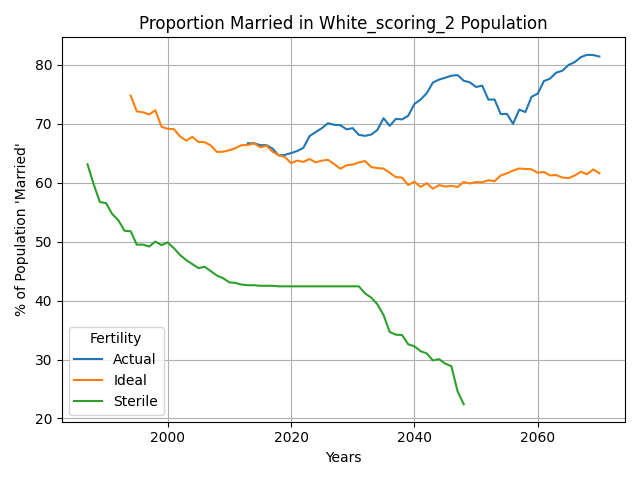 Proportion Married in White_scoring_2 Population
% of Population 'Married'
80
70
60
50
40
30
20
Fertility
Actual
Ideal
Sterile
2000
2020
2040
2060
Years